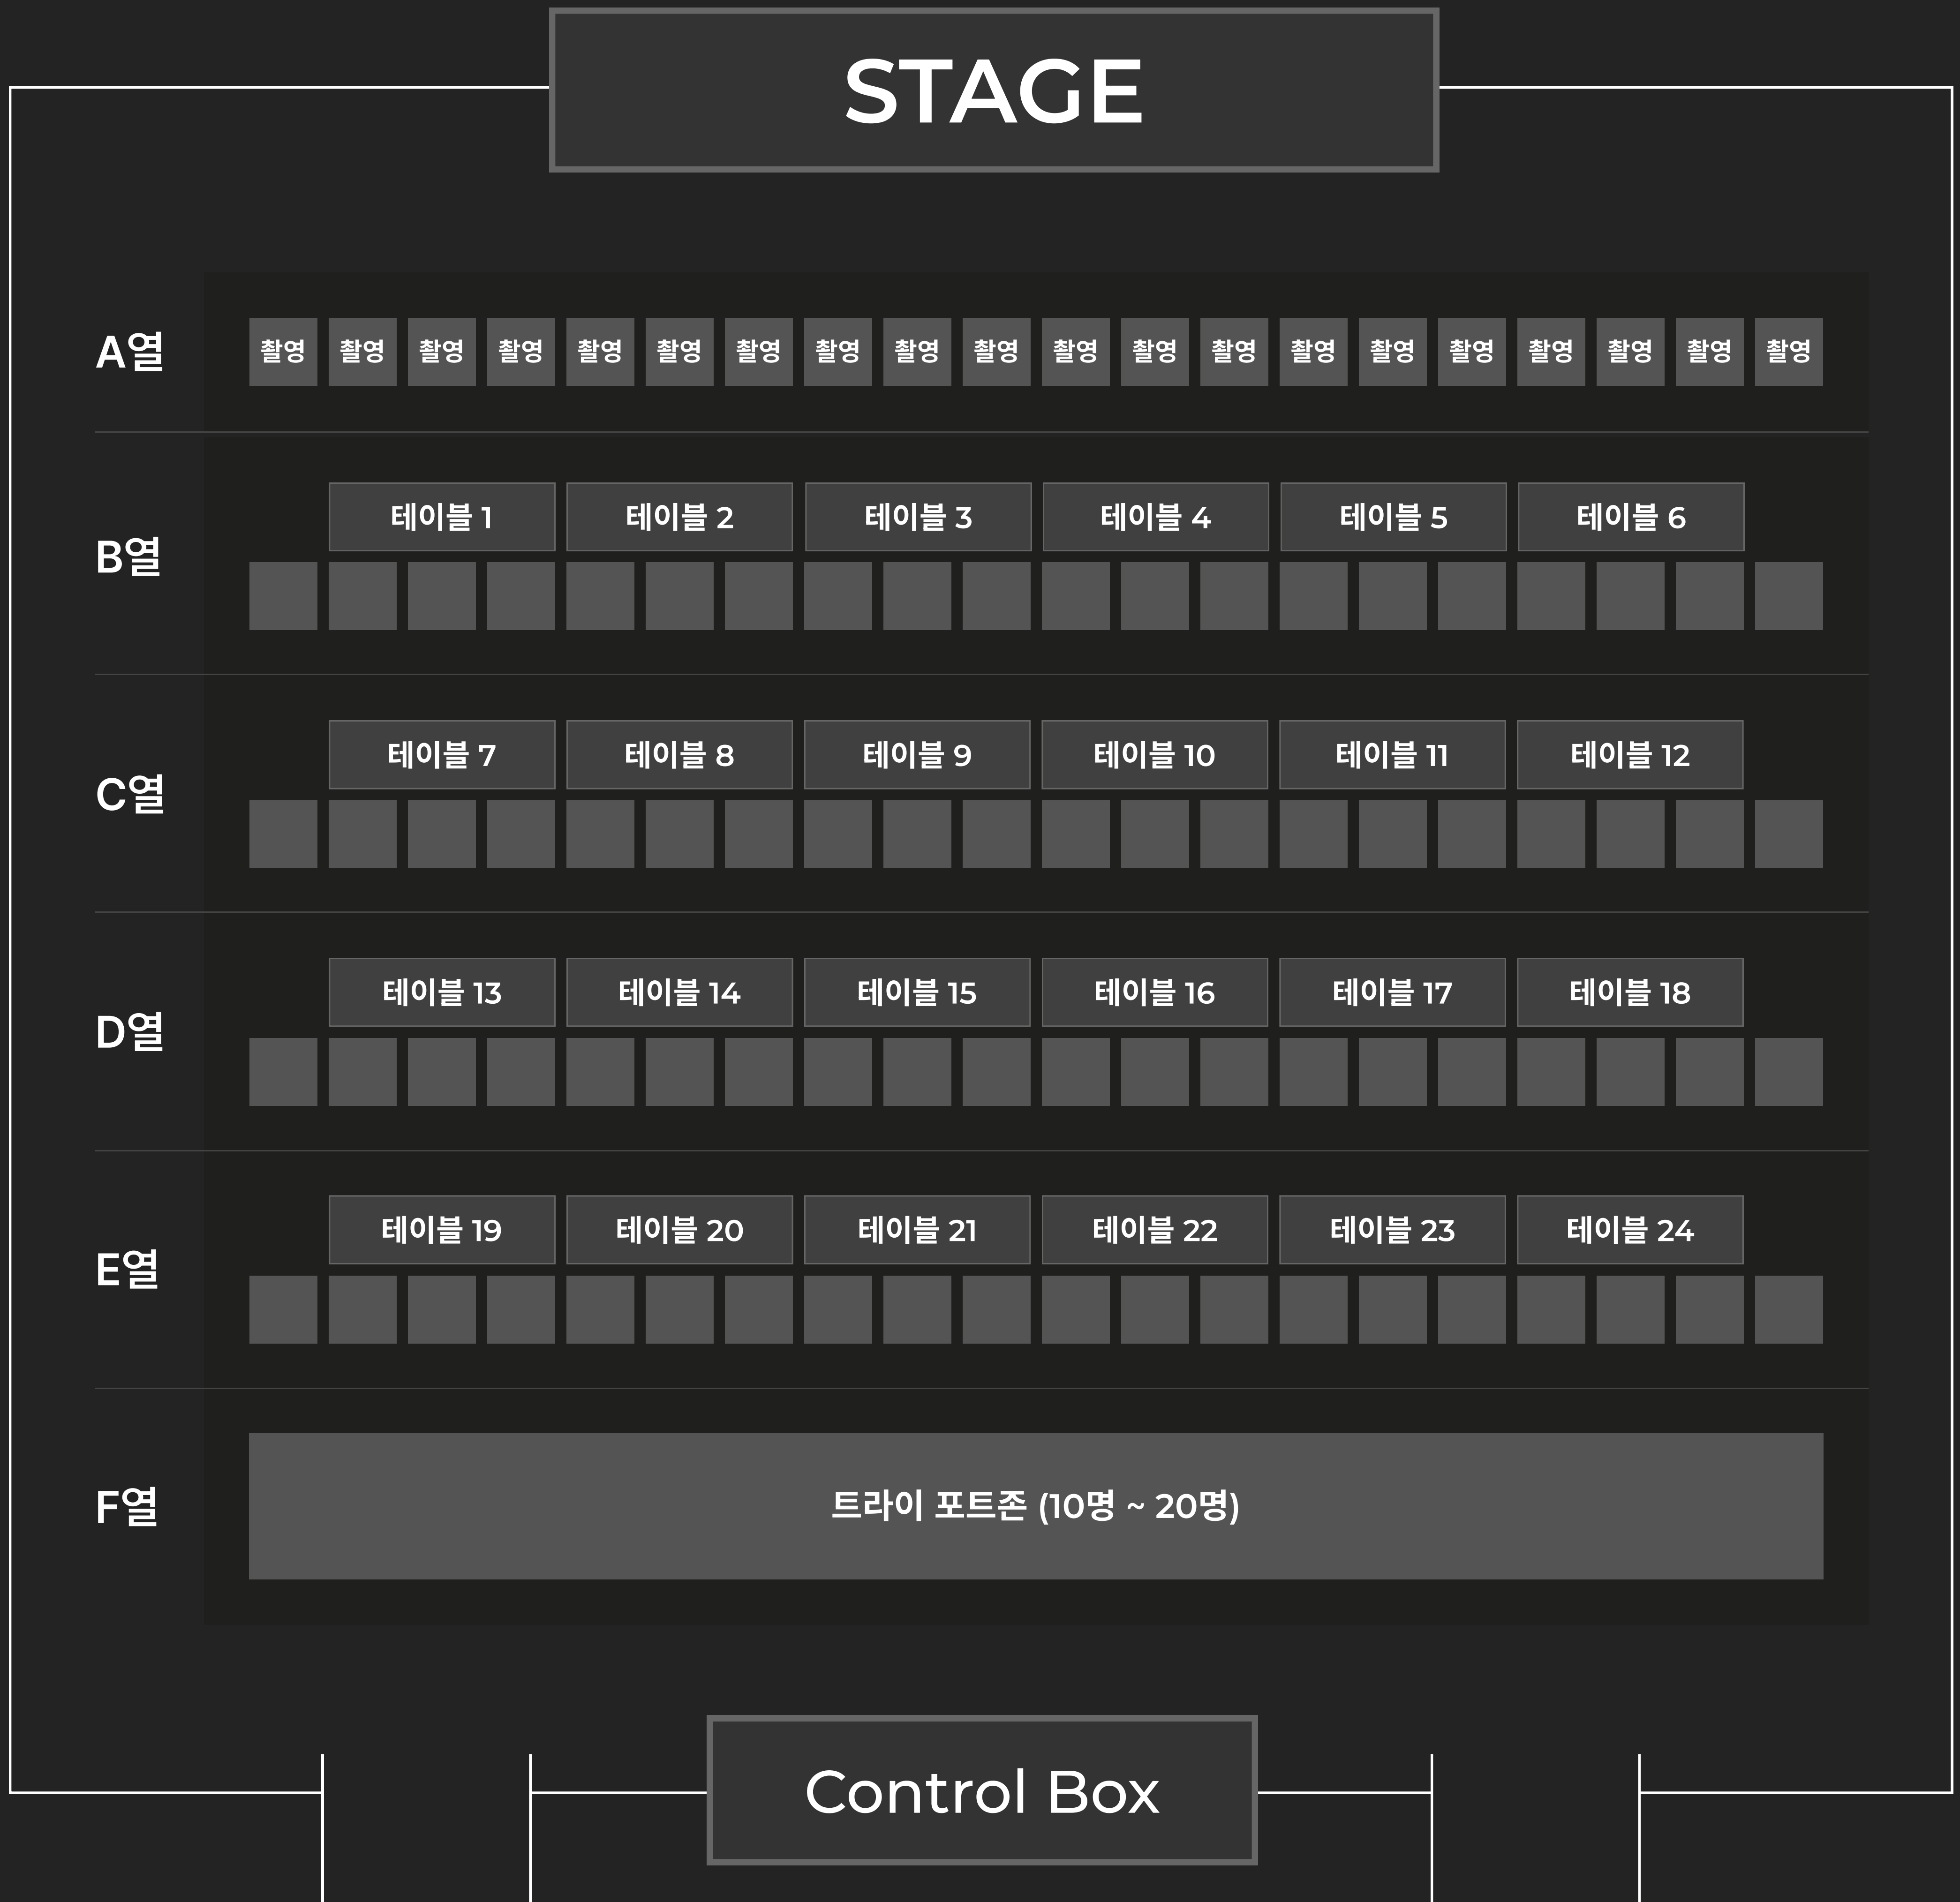 STAGE
A열 촬영 촬영 촬영 촬영 촬영 촬영 촬영 촬영 촬영 촬영 촬영 촬영 촬영 촬영 촬영 촬영 촬영 촬영 촬영 촬영
테이블 1 테이블 2 테이블 3 테이블 4 테이블 5 테이블 6
B열
테이블 7 테이블 8 테이블 9 테이블 10 테이블 11 테이블 12
C열
테이블 13 테이블 14 테이블 15 테이블 16 테이블 17 테이블 18
D열
테이블 19 테이블 20 테이블 21 테이블 22 테이블 23 테이블 24
E열
F열 트라이 포트존 (10명 ~ 20명)
Control Box